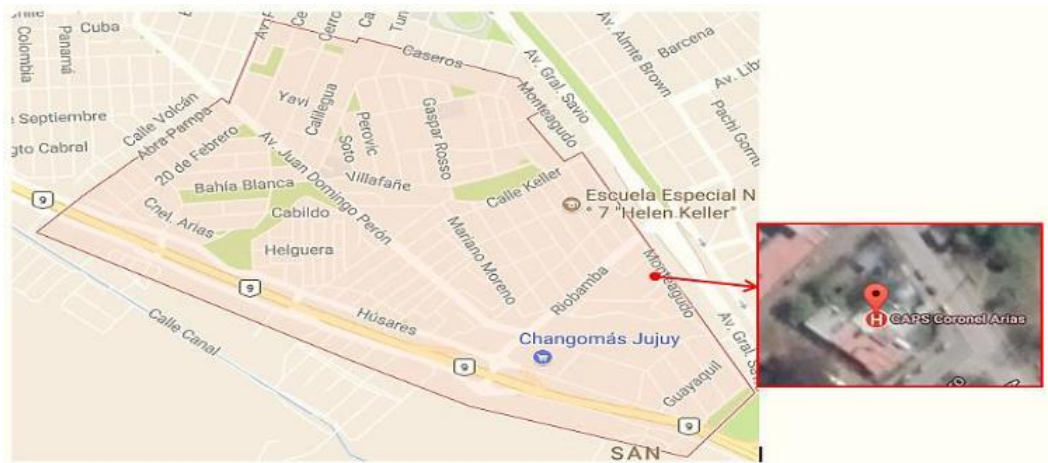 Cuba
Colombia
Panamá
Septiembre
gto Cabral
Calle Volcán
Abra-Pampa
20 de Febrero
Bahía Blanca
Cnel. Arias
Cabildo
Helguera
Yavi
Calilegua
Cerro
Perovic
Soto
Villafañe
Av. Juan Domingo Perón
Caseros
Gaspar Rosso
Calle Keller
Mariano Moreno
Monteagudo
Av. Gral. Savio
Av. Almte Brown
Barcena
Av. Lib
Pachi Gorriti
Escuela Especial N
° 7 "Helen Keller"
Monteagudo
Riobamba
Av. Gral. Sav
Changomás Jujuy
Guayaquil
Húsares
Calle Canal
9
9
9
9
SAN
H
CAPS Coronel Arias